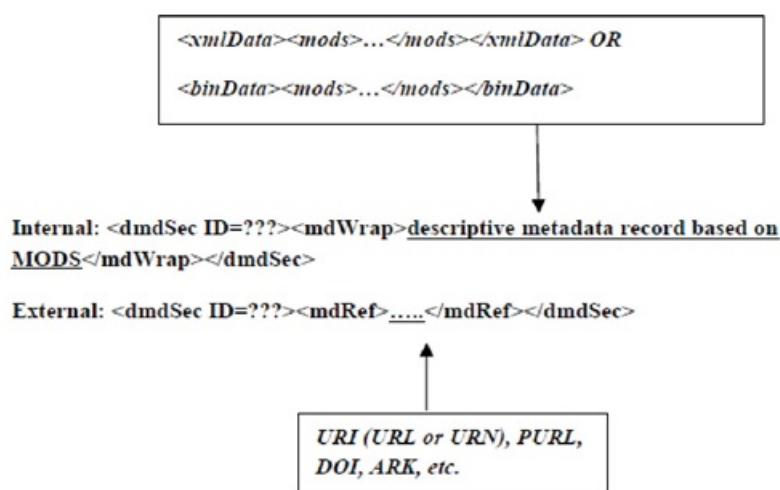 <xmlData><mods>…</mods></xmlData> OR
<binData><mods>…</mods></binData>
Internal: <dmdSec ID=???><mdWrap>descriptive metadata record based on
MODS</mdWrap></dmdSec>
External: <dmdSec ID=???><mdRef>…..</mdRef></dmdSec>
URI (URL or URN), PURL,
DOI, ARK, etc.